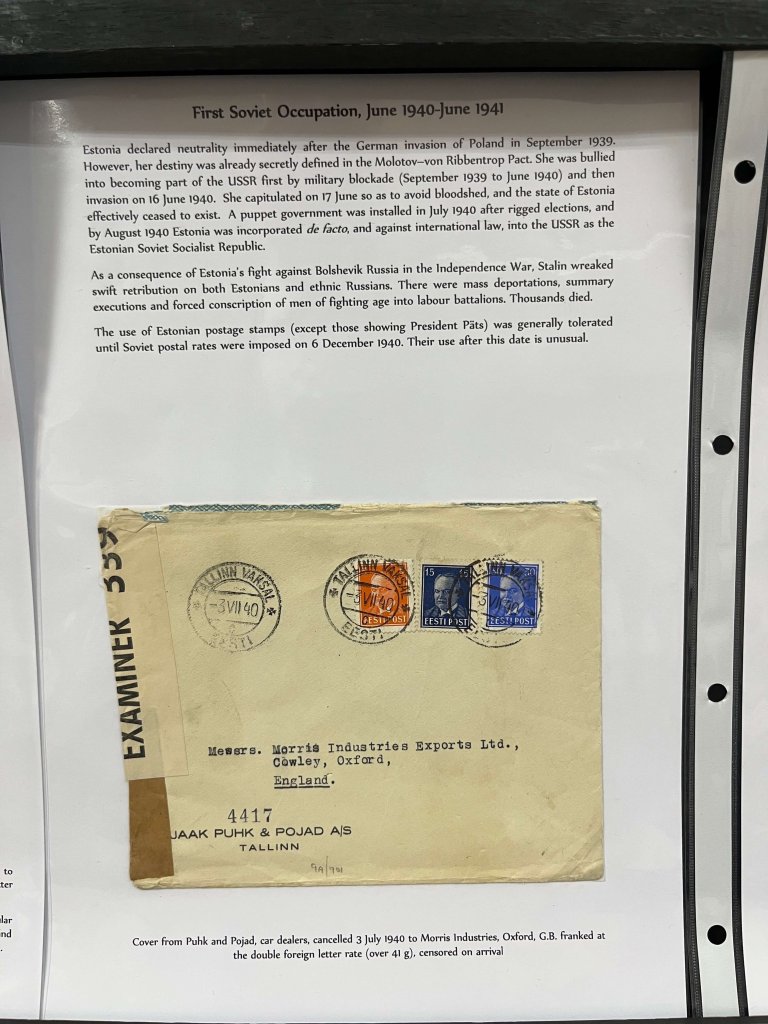 First Soviet Occupation, June 1940-June 1941
Estonia declared neutrality immediately after the German invasion of Poland in September 1939.
However, her destiny was already secretly defined in the Molotov–von Ribbentrop Pact. She was bullied
into becoming part of the USSR first by military blockade (September 1939 to June 1940) and then
invasion on 16 June 1940. She capitulated on 17 June so as to avoid bloodshed, and the state of Estonia
effectively ceased to exist. A puppet government was installed in July 1940 after rigged elections, and
by August 1940 Estonia was incorporated de facto, and against international law, into the USSR as the
Estonian Soviet Socialist Republic.
As a consequence of Estonia's fight against Bolshevik Russia in the Independence War, Stalin wreaked
swift retribution on both Estonians and ethnic Russians. There were mass deportations, summary
executions and forced conscription of men of fighting age into labour battalions. Thousands died.
The use of Estonian postage stamps (except those showing President Päts) was generally tolerated
until Soviet postal rates were imposed on 6 December 1940. Their use after this date is unusual.
EXAMINER 339
TALLINN VAKSAL
-3 VII 40
EESTI
TALLINN VAKSAL
-3 VII 40
EESTI
EESTI POST
15
EESTI POST
-3 VII 40
EESTI POST
Messrs. Morris Industries Exports Ltd.,
Cowley, Oxford,
England.
4417
JAAK PUHK & POJAD A/S
TALLINN
Cover from Puhk and Pojad, car dealers, cancelled 3 July 1940 to Morris Industries, Oxford, G.B. franked at
the double foreign letter rate (over 41 g), censored on arrival
to